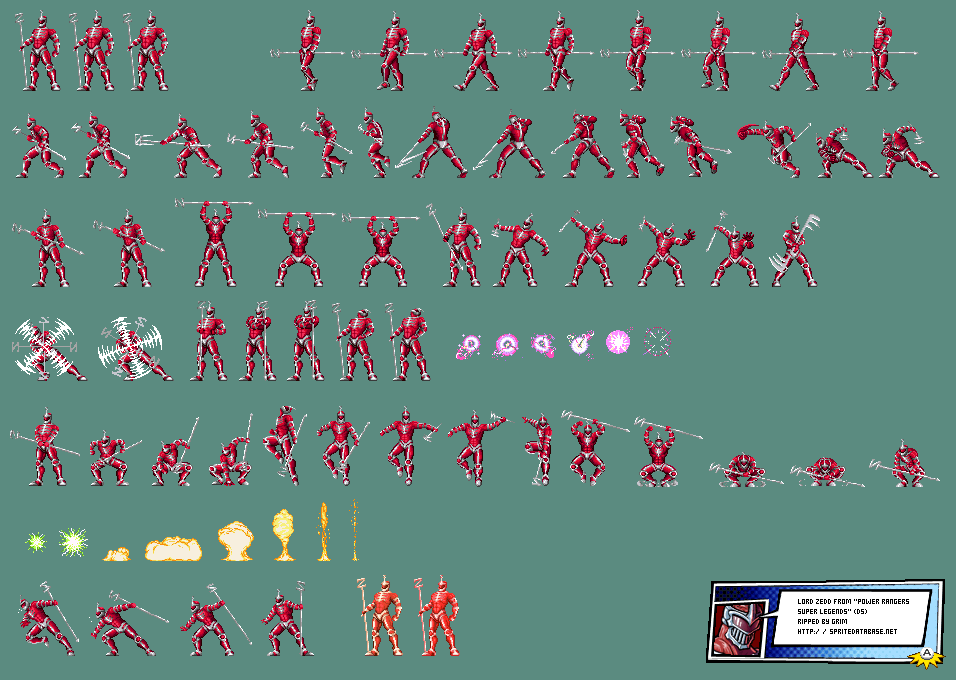 LORD ZEDD FROM "POWER RANGERS
SUPER LEGENDS" (DS)
RIPPED BY GRIM
HTTP://SPRITEDATABASE.NET
A